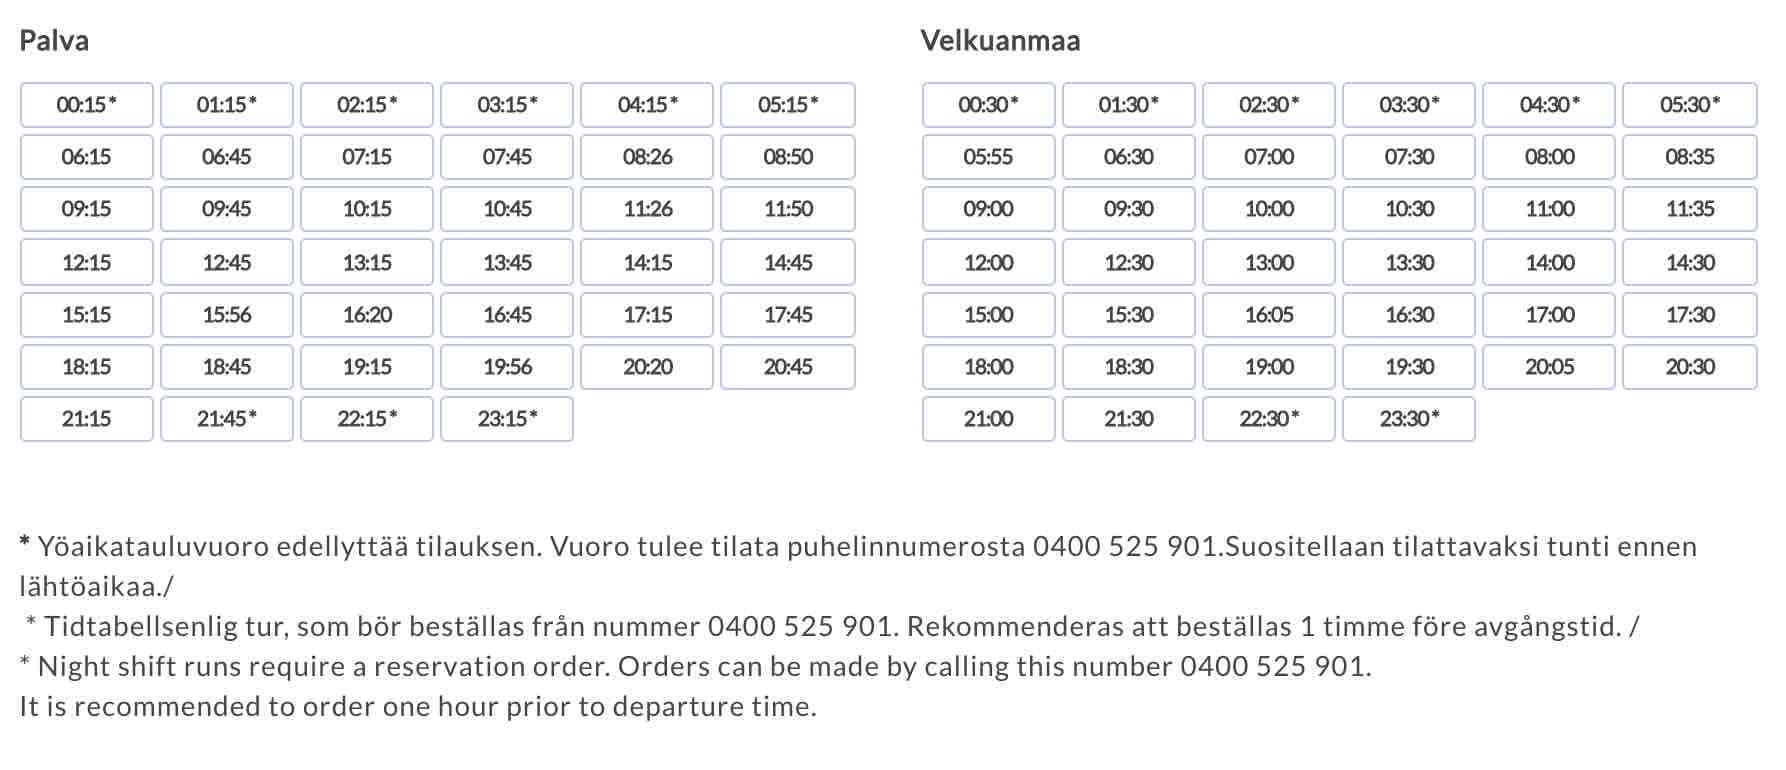 Palva
00:15 * 01:15 * 02:15 * 03:15 * 04:15 * 05:15 *
06:15 06:45 07:15 07:45 08:26 08:50
09:15 09:45 10:15 10:45 11:26 11:50
12:15 12:45 13:15 13:45 14:15 14:45
15:15 15:56 16:20 16:45 17:15 17:45
18:15 18:45 19:15 19:56 20:20 20:45
21:15 21:45 * 22:15 * 23:15 *
Velkuanmaa
00:30 * 01:30 * 02:30 * 03:30 * 04:30 * 05:30 *
05:55 06:30 07:00 07:30 08:00 08:35
09:00 09:30 10:00 10:30 11:00 11:35
12:00 12:30 13:00 13:30 14:00 14:30
15:00 15:30 16:05 16:30 17:00 17:30
18:00 18:30 19:00 19:30 20:05 20:30
21:00 21:30 22:30 * 23:30 *
* Yöaikatauluvuoro edellyttää tilauksen. Vuoro tulee tilata puhelinnumerosta 0400 525 901.Suositellaan tilattavaksi tunti ennen
lähtöaikaa./
* Tidtabellsenlig tur, som bör beställas från nummer 0400 525 901. Rekommenderas att beställas 1 timme före avgångstid. /
* Night shift runs require a reservation order. Orders can be made by calling this number 0400 525 901.
It is recommended to order one hour prior to departure time.